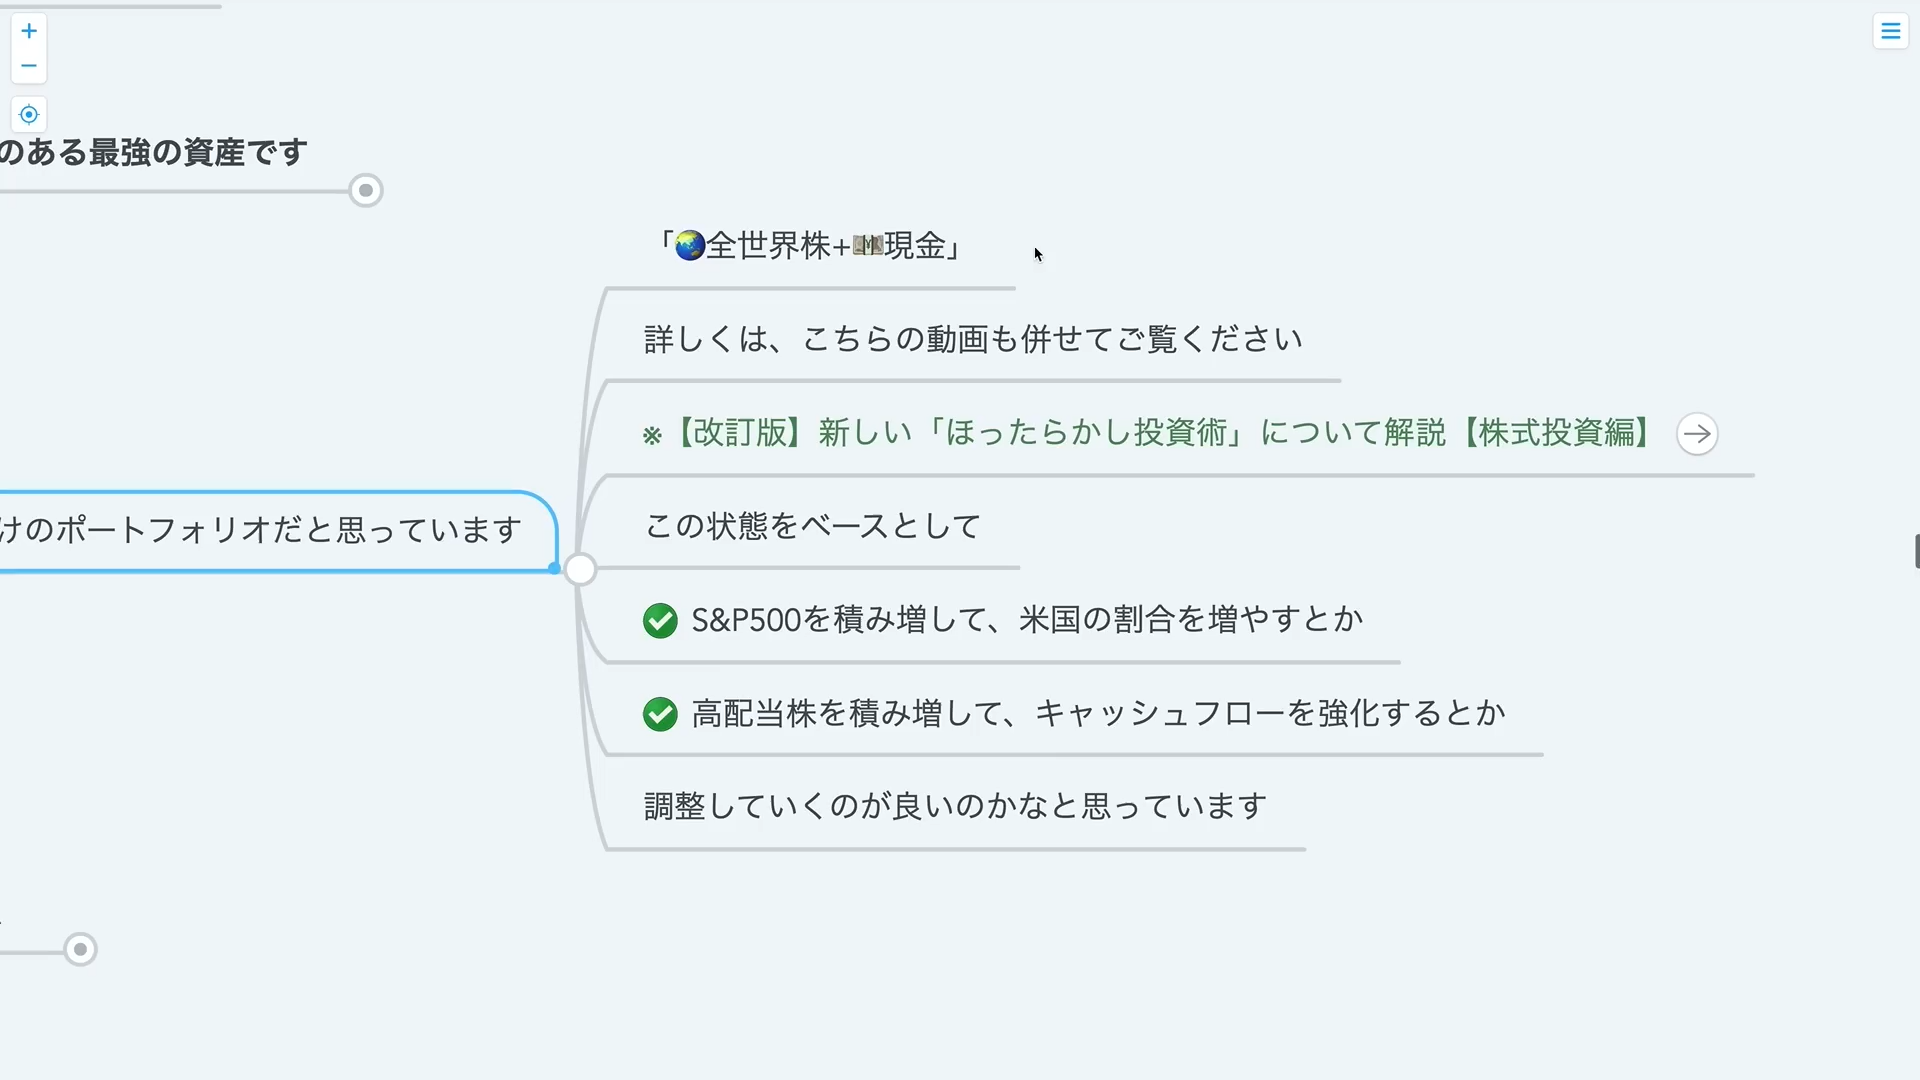 のある最強の資産です
「🌏全世界株+💴現金」
詳しくは、こちらの動画も併せてご覧ください
※【改訂版】新しい「ほったらかし投資術」について解説【株式投資編】
けのポートフォリオだと思っています
この状態をベースとして
✅ S&P500を積み増して、米国の割合を増やすとか
✅ 高配当株を積み増して、キャッシュフローを強化するとか
調整していくのが良いのかなと思っています